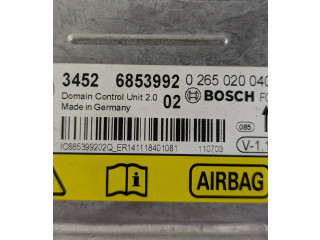 3452 6853992 0 265 020 040
Domain Control Unit 2.0 02 BOSCH
Made in Germany
085
IC685399202Q_ER141118401081 110703 V-1.1
AIRBAG